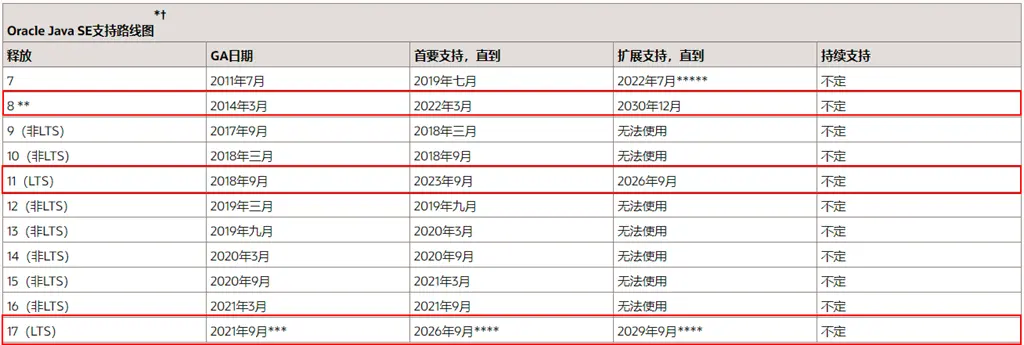 *†
Oracle Java SE支持路线图
释放 GA日期 首要支持，直到 扩展支持，直到 持续支持
7 2011年7月 2019年七月 2022年7月***** 不定
8 ** 2014年3月 2022年3月 2030年12月 不定
9（非LTS） 2017年9月 2018年三月 无法使用 不定
10（非LTS） 2018年三月 2018年9月 无法使用 不定
11（LTS） 2018年9月 2023年9月 2026年9月 不定
12（非LTS） 2019年三月 2019年九月 无法使用 不定
13（非LTS） 2019年九月 2020年3月 无法使用 不定
14（非LTS） 2020年3月 2020年9月 无法使用 不定
15（非LTS） 2020年9月 2021年3月 无法使用 不定
16（非LTS） 2021年3月 2021年9月 无法使用 不定
17（LTS） 2021年9月*** 2026年9月**** 2029年9月**** 不定